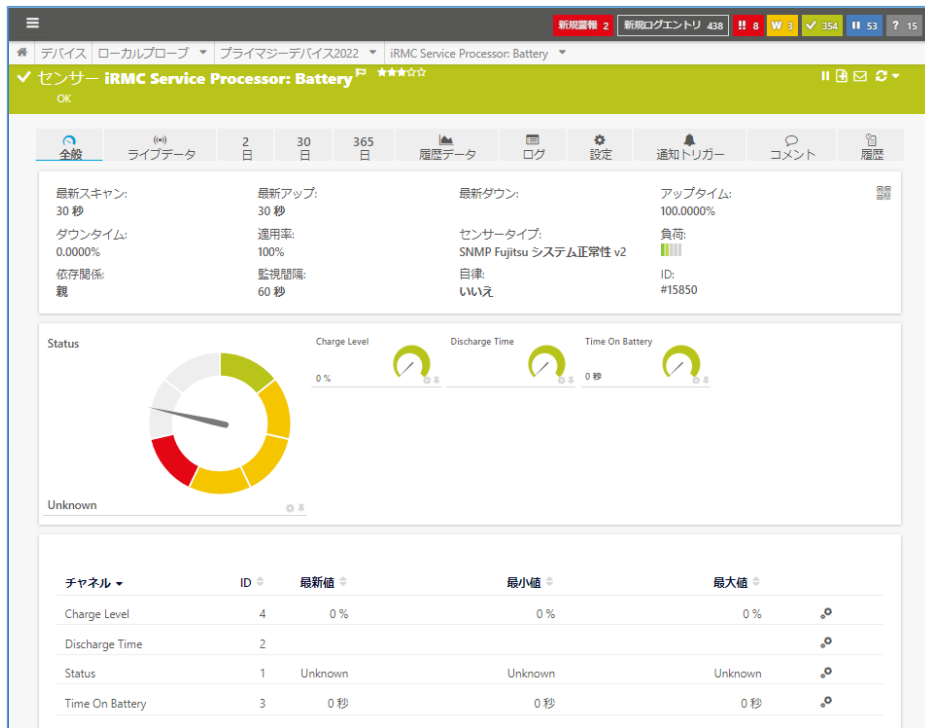 新規警報 2 新規ログエントリ 438 !! 8 W 3 354 53 ? 15
デバイス ローカルプローブ プライマジーデバイス2022 iRMC Service Processor: Battery
センサー iRMC Service Processor: Battery
OK
全般 ライブデータ 2 日 30 日 365 日 履歴データ ログ 設定 通知トリガー コメント 履歴
最新スキャン: 最新アップ: 最新ダウン: アップタイム:
30 秒 30 秒 100.0000%
ダウンタイム: 適用率: センサータイプ: 負荷:
0.0000% 100% SNMP Fujitsu システム正常性 v2
依存関係: 監視間隔: 自律: ID:
親 60 秒 いいえ #15850
Status Charge Level Discharge Time Time On Battery
0 % 0 秒
Unknown
チャネル ID 最新値 最小値 最大値
Charge Level 4 0 % 0 % 0 %
Discharge Time 2
Status 1 Unknown Unknown Unknown
Time On Battery 3 0 秒 0 秒 0 秒